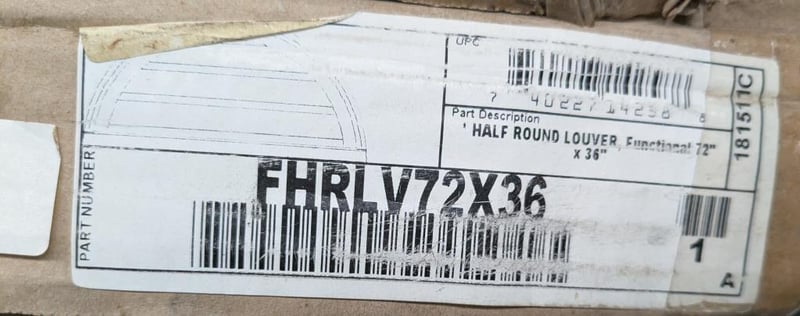 UPC
7 40227 14238 8
Part Description
' HALF ROUND LOUVER, Functional 72"
x 36"
181511C
PART NUMBER
FHRLV72X36
1
A